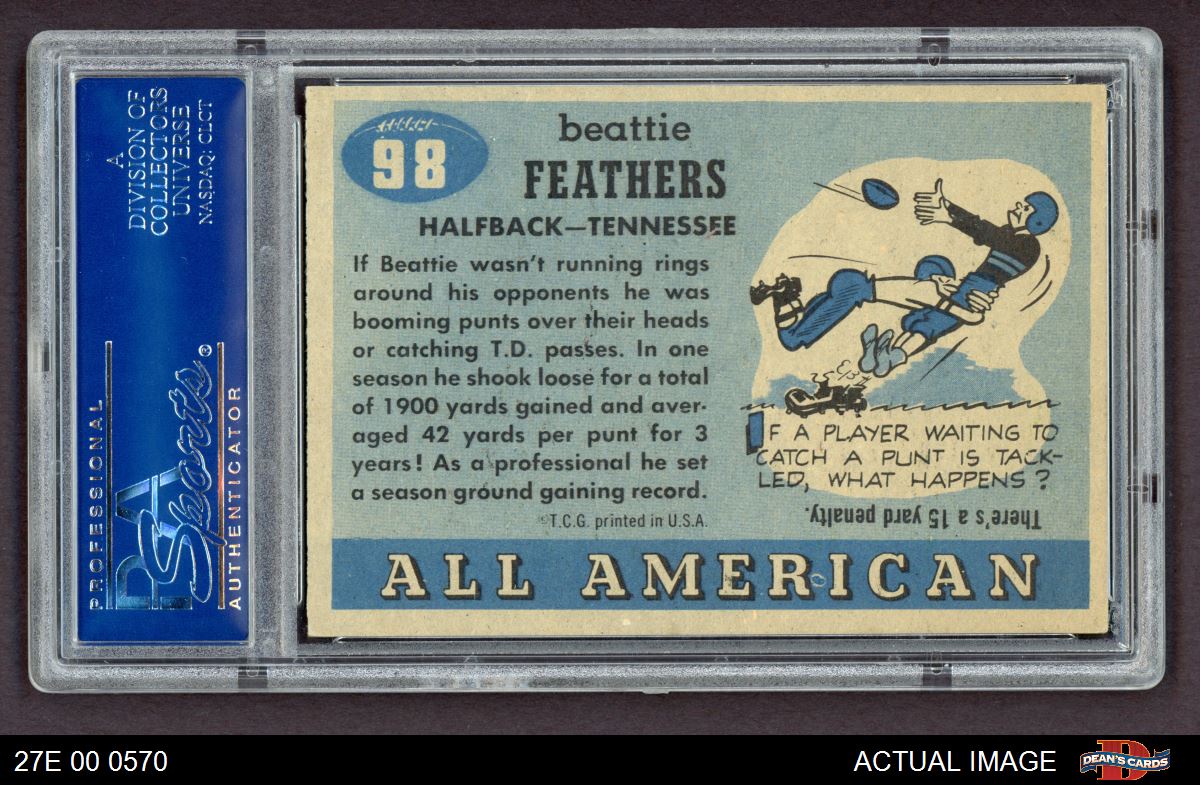 A
DIVISION OF
COLLECTORS
UNIVERSE
NASDAQ: CLCT
PROFESSIONAL
PSA
Sports®
AUTHENTICATOR
98
beattie
FEATHERS
HALFBACK—TENNESSEE
If Beattie wasn't running rings
around his opponents he was
booming punts over their heads
or catching T.D. passes. In one
season he shook loose for a total
of 1900 yards gained and aver-
aged 42 yards per punt for 3
years! As a professional he set
a season ground gaining record.
©T.C.G. printed in U.S.A.
IF A PLAYER WAITING TO
CATCH A PUNT IS TACK-
LED, WHAT HAPPENS?
There's a 15 yard penalty.
ALL AMERICAN
27E 00 0570
ACTUAL IMAGE
DEAN'S CARDS